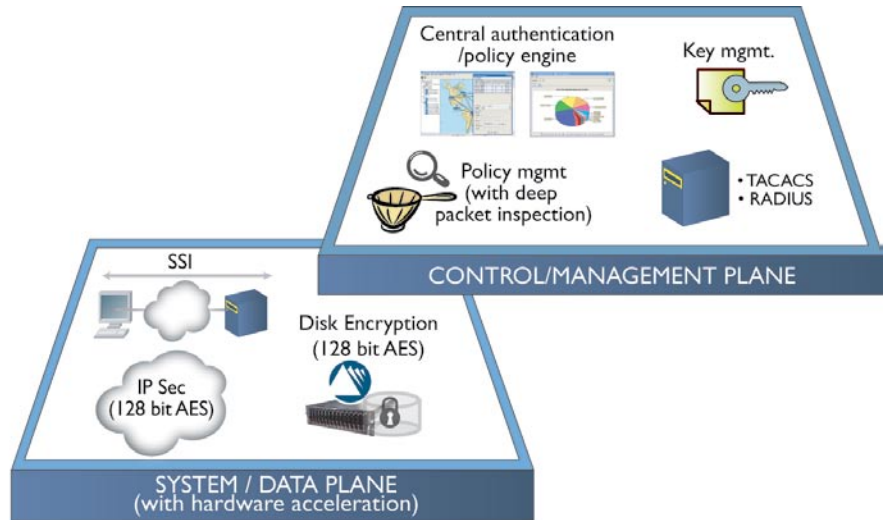 Central authentication
/policy engine
Key mgmt.
Policy mgmt
(with deep
packet inspection)
• TACACS
• RADIUS
CONTROL/MANAGEMENT PLANE
SSI
Disk Encryption
(128 bit AES)
IP Sec
(128 bit AES)
SYSTEM / DATA PLANE
(with hardware acceleration)